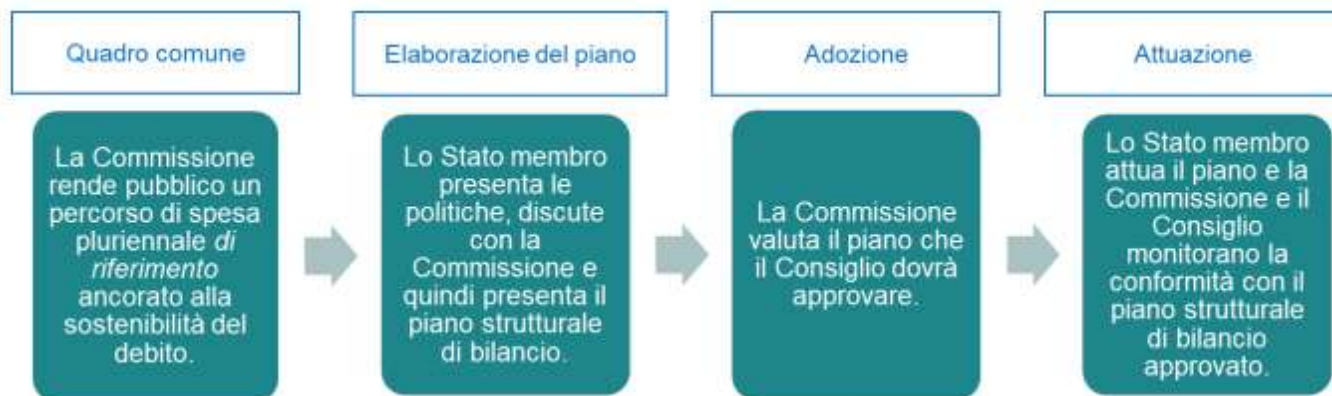 Quadro comune
La Commissione
rende pubblico un
percorso di spesa
pluriennale di
riferimento
ancorato alla
sostenibilità del
debito.
Elaborazione del piano
Lo Stato membro
presenta le
politiche, discute
con la
Commissione e
quindi presenta il
piano strutturale
di bilancio.
Adozione
La Commissione
valuta il piano che
il Consiglio dovrà
approvare.
Attuazione
Lo Stato membro
attua il piano e la
Commissione e il
Consiglio
monitorano la
conformità con il
piano strutturale
di bilancio
approvato.